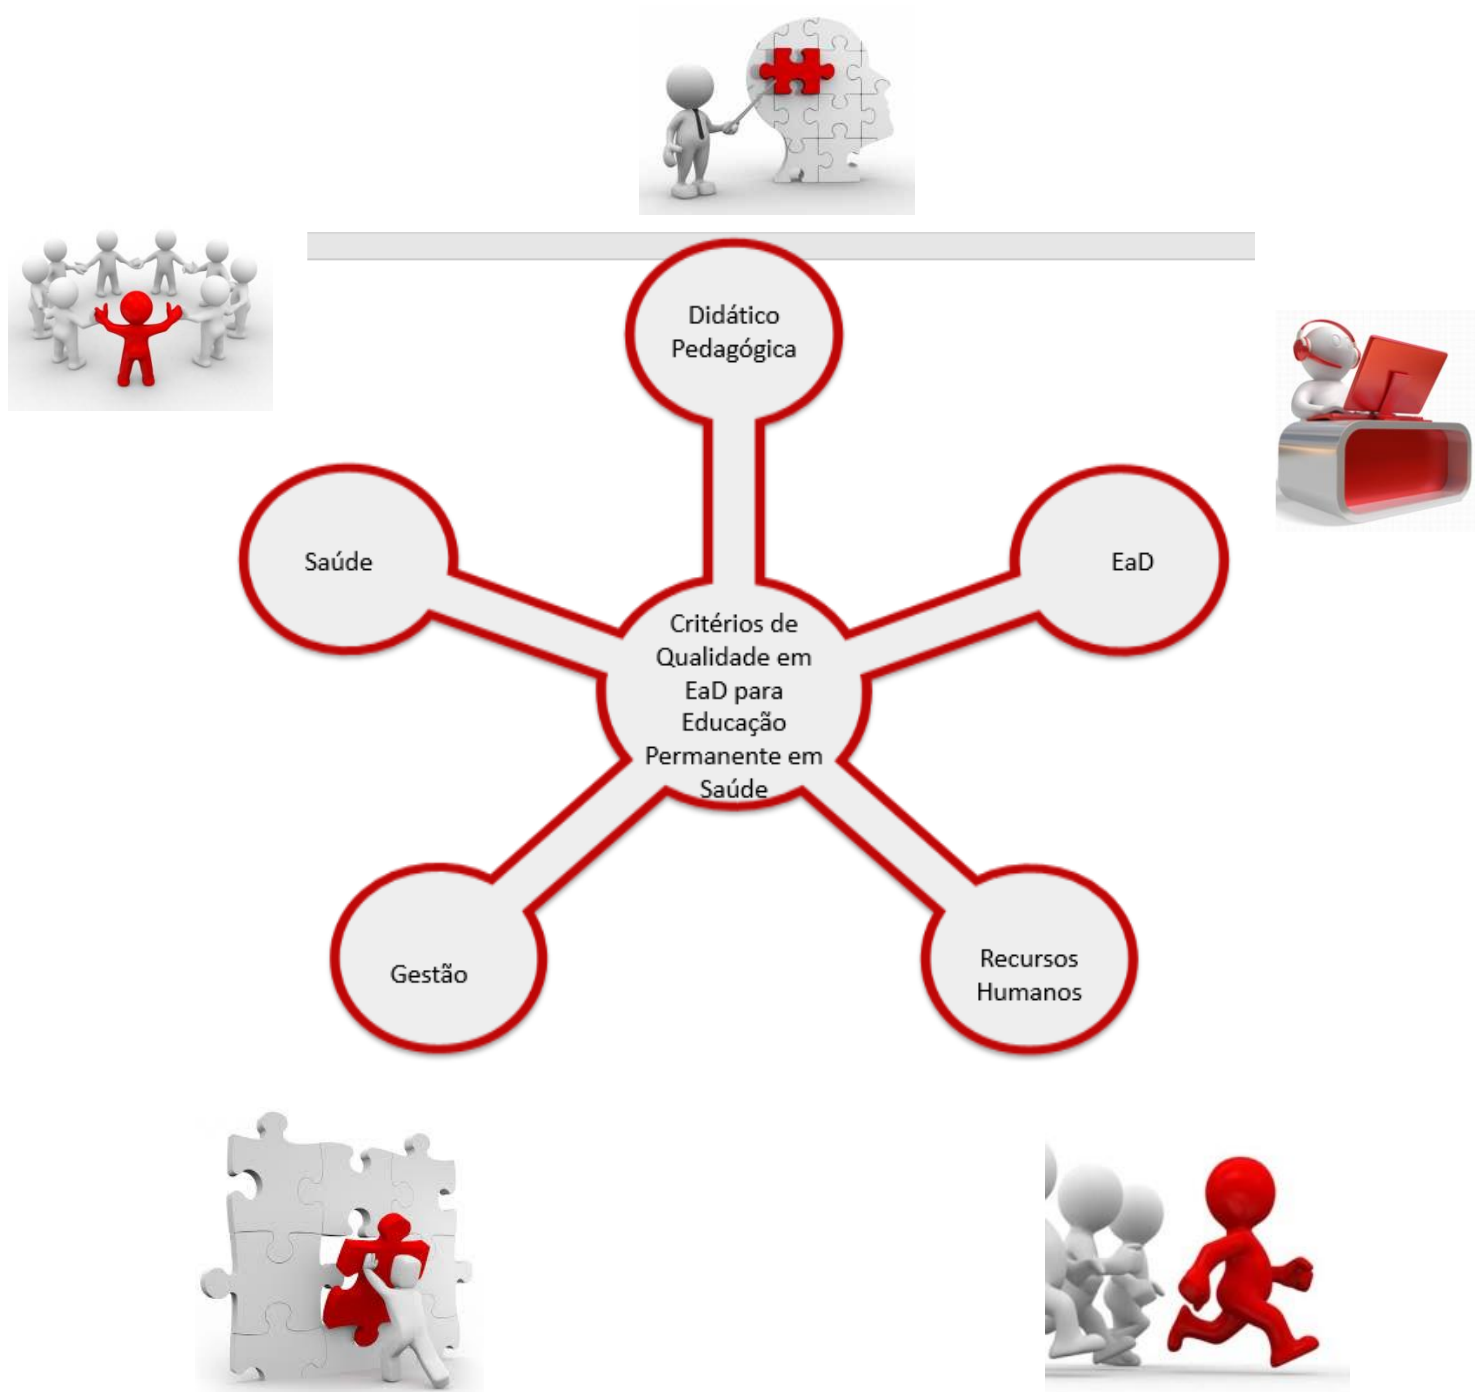 Didático
Pedagógica
Saúde
EaD
Critérios de
Qualidade em
EaD para
Educação
Permanente em
Saúde
Gestão
Recursos
Humanos